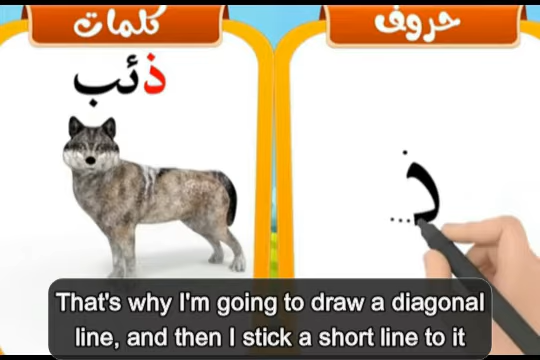 حروف
كلمات
ذئب
ذ
That's why I'm going to draw a diagonal
line, and then I stick a short line to it